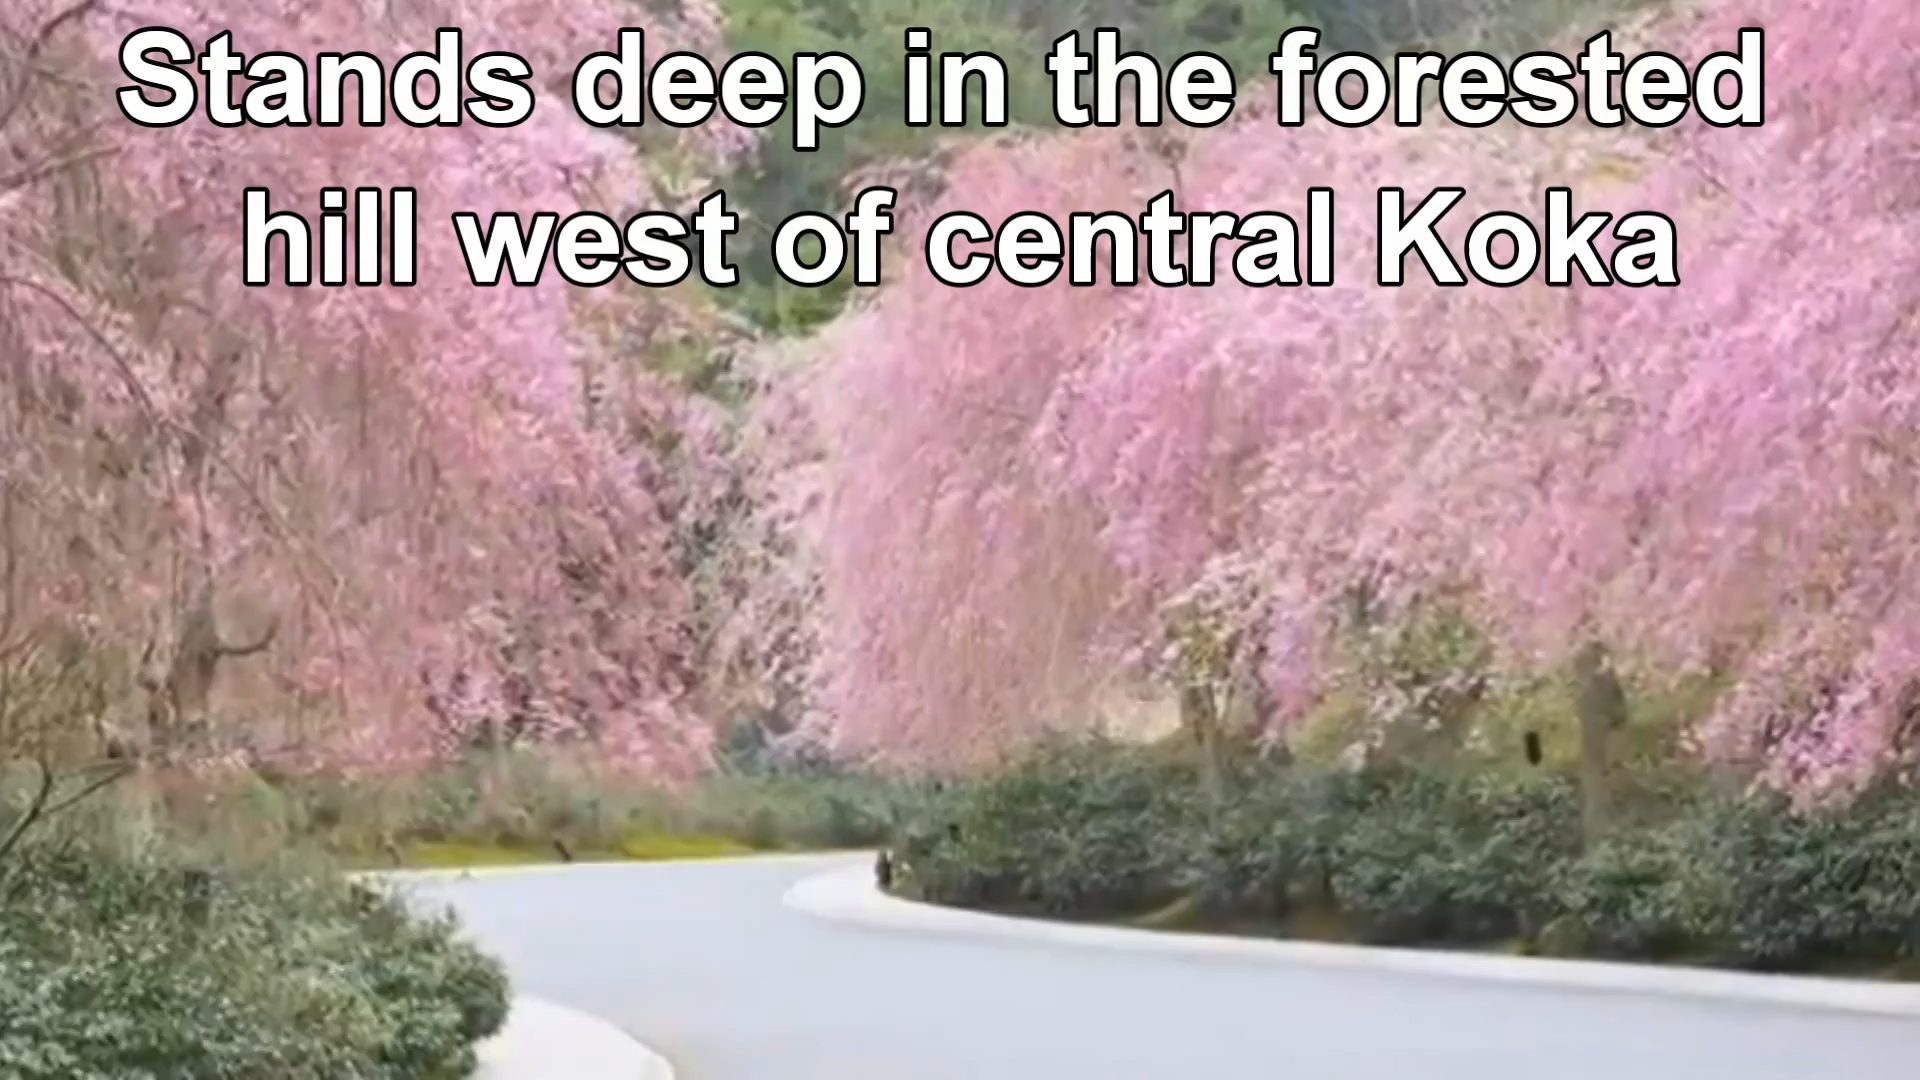 Stands deep in the forested
hill west of central Koka